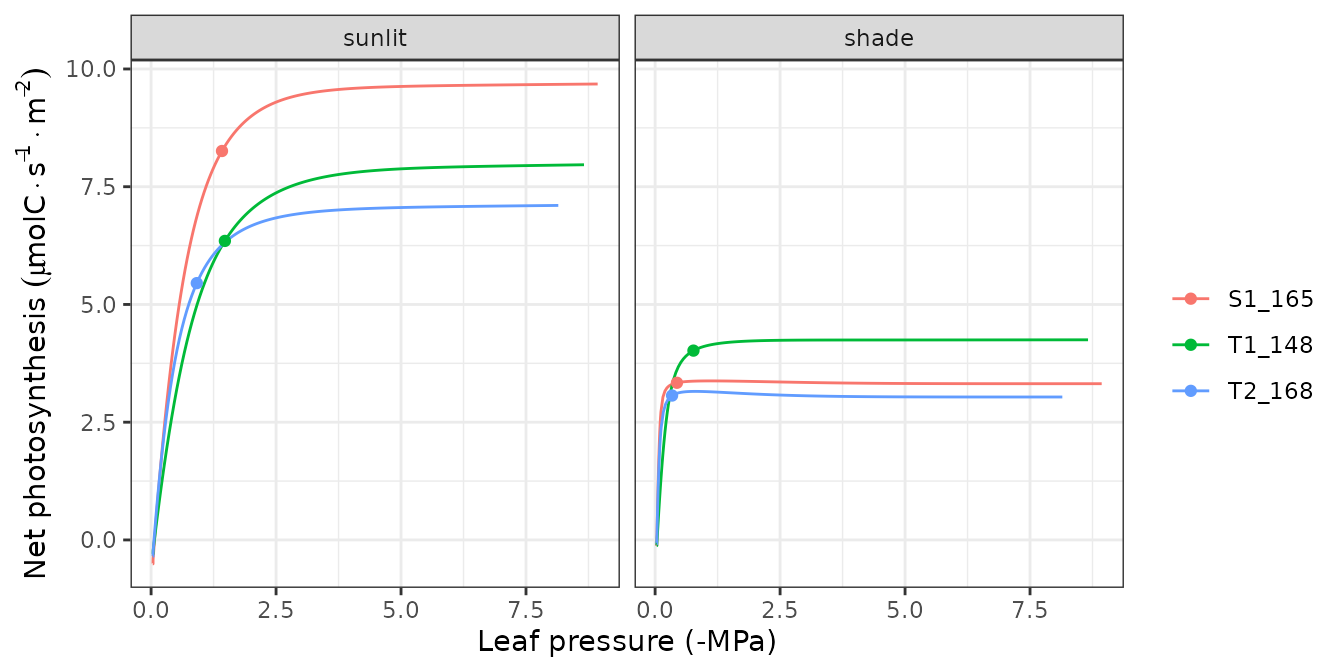 sunlit
shade
10.0
7.5
5.0
2.5
0.0
Net photosynthesis (μmolC · s⁻¹ · m⁻²)
0.0 2.5 5.0 7.5
0.0 2.5 5.0 7.5
Leaf pressure (-MPa)
S1_165
T1_148
T2_168